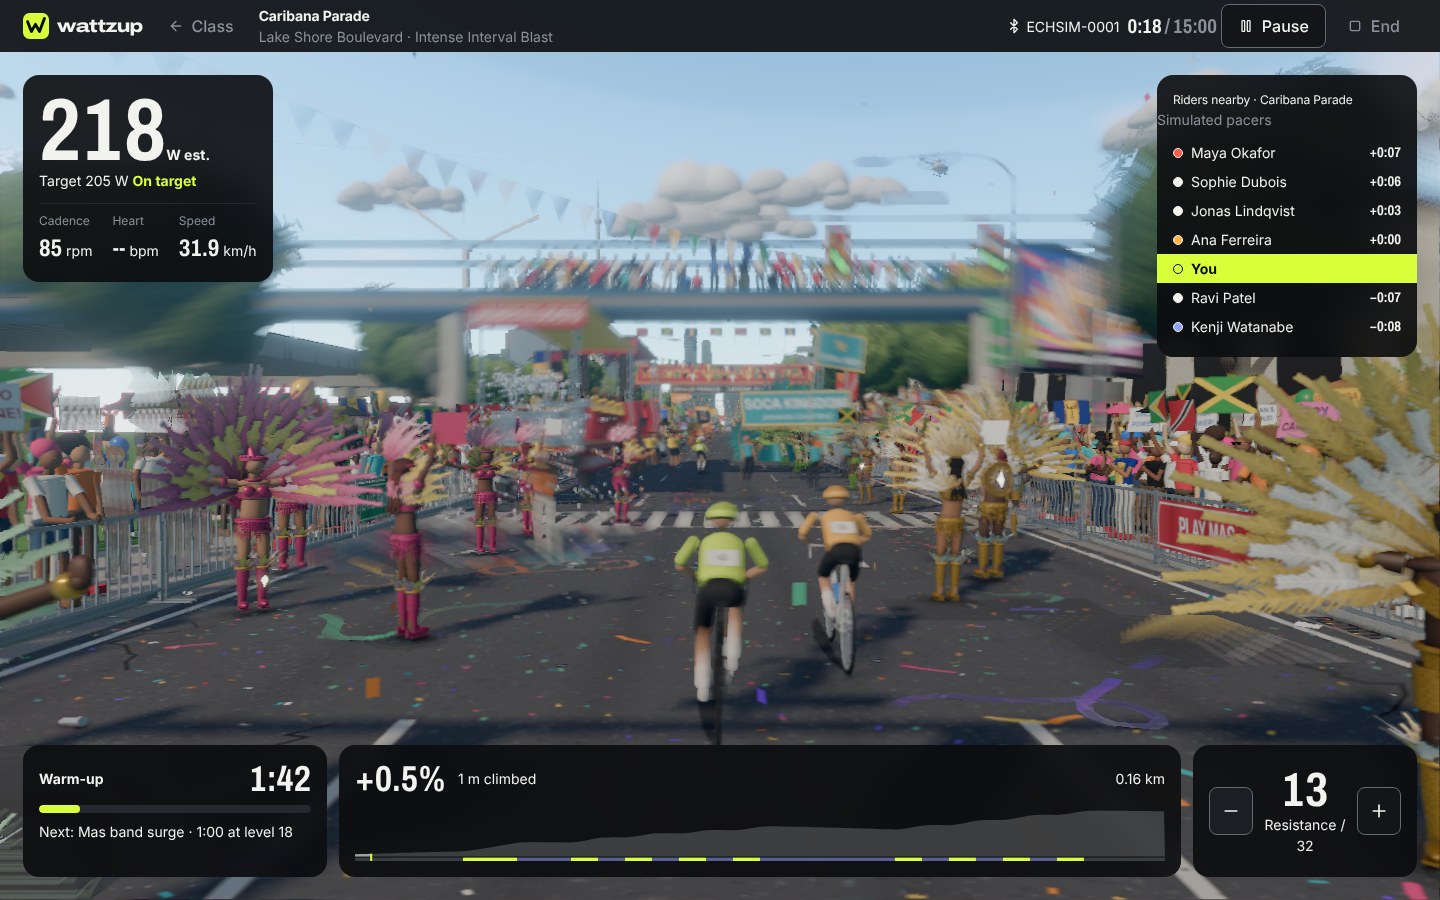 wattzup
Class
Caribana Parade
Lake Shore Boulevard · Intense Interval Blast
ECHSIM-0001
0:18 / 15:00
Pause
End
218 W est.
Target 205 W On target
Cadence Heart Speed
85 rpm -- bpm 31.9 km/h
Riders nearby · Caribana Parade
Simulated pacers
Maya Okafor +0:07
Sophie Dubois +0:06
Jonas Lindqvist +0:03
Ana Ferreira +0:00
You
Ravi Patel −0:07
Kenji Watanabe −0:08
PLAY MAS
Warm-up 1:42
Next: Mas band surge · 1:00 at level 18
+0.5% 1 m climbed 0.16 km
−
13
Resistance /
32
+